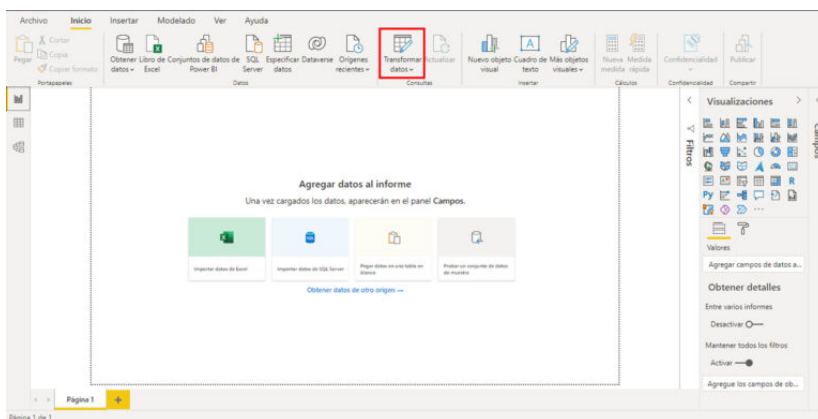 Archivo Inicio Insertar Modelado Ver Ayuda
Pegar
Cortar
Copia
Copiar formato
Portapapeles
Obtener datos
Libro de Excel
Conjuntos de datos de Power BI
SQL Server
Especificar datos
Dataverse
Orígenes recientes
Datos
Transformar datos
Actualizar
Consultas
Nuevo objeto visual
Cuadro de texto
Más objetos visuales
Insertar
Nueva medida
Medida rápida
Cálculos
Confidencialidad
Confidencialidad
Publicar
Compartir
Agregar datos al informe
Una vez cargados los datos, aparecerán en el panel Campos.
Importar datos de Excel
Importar datos de SQL Server
Pegar datos en una tabla en blanco
Probar un conjunto de datos de muestra
Obtener datos de otro origen →
Filtros
Visualizaciones
Campos
R
Py
Valores
Agregar campos de datos a...
Obtener detalles
Entre varios informes
Desactivar
Mantener todos los filtros
Activar
Agregue los campos de ob...
Página 1
Página 1 de 1